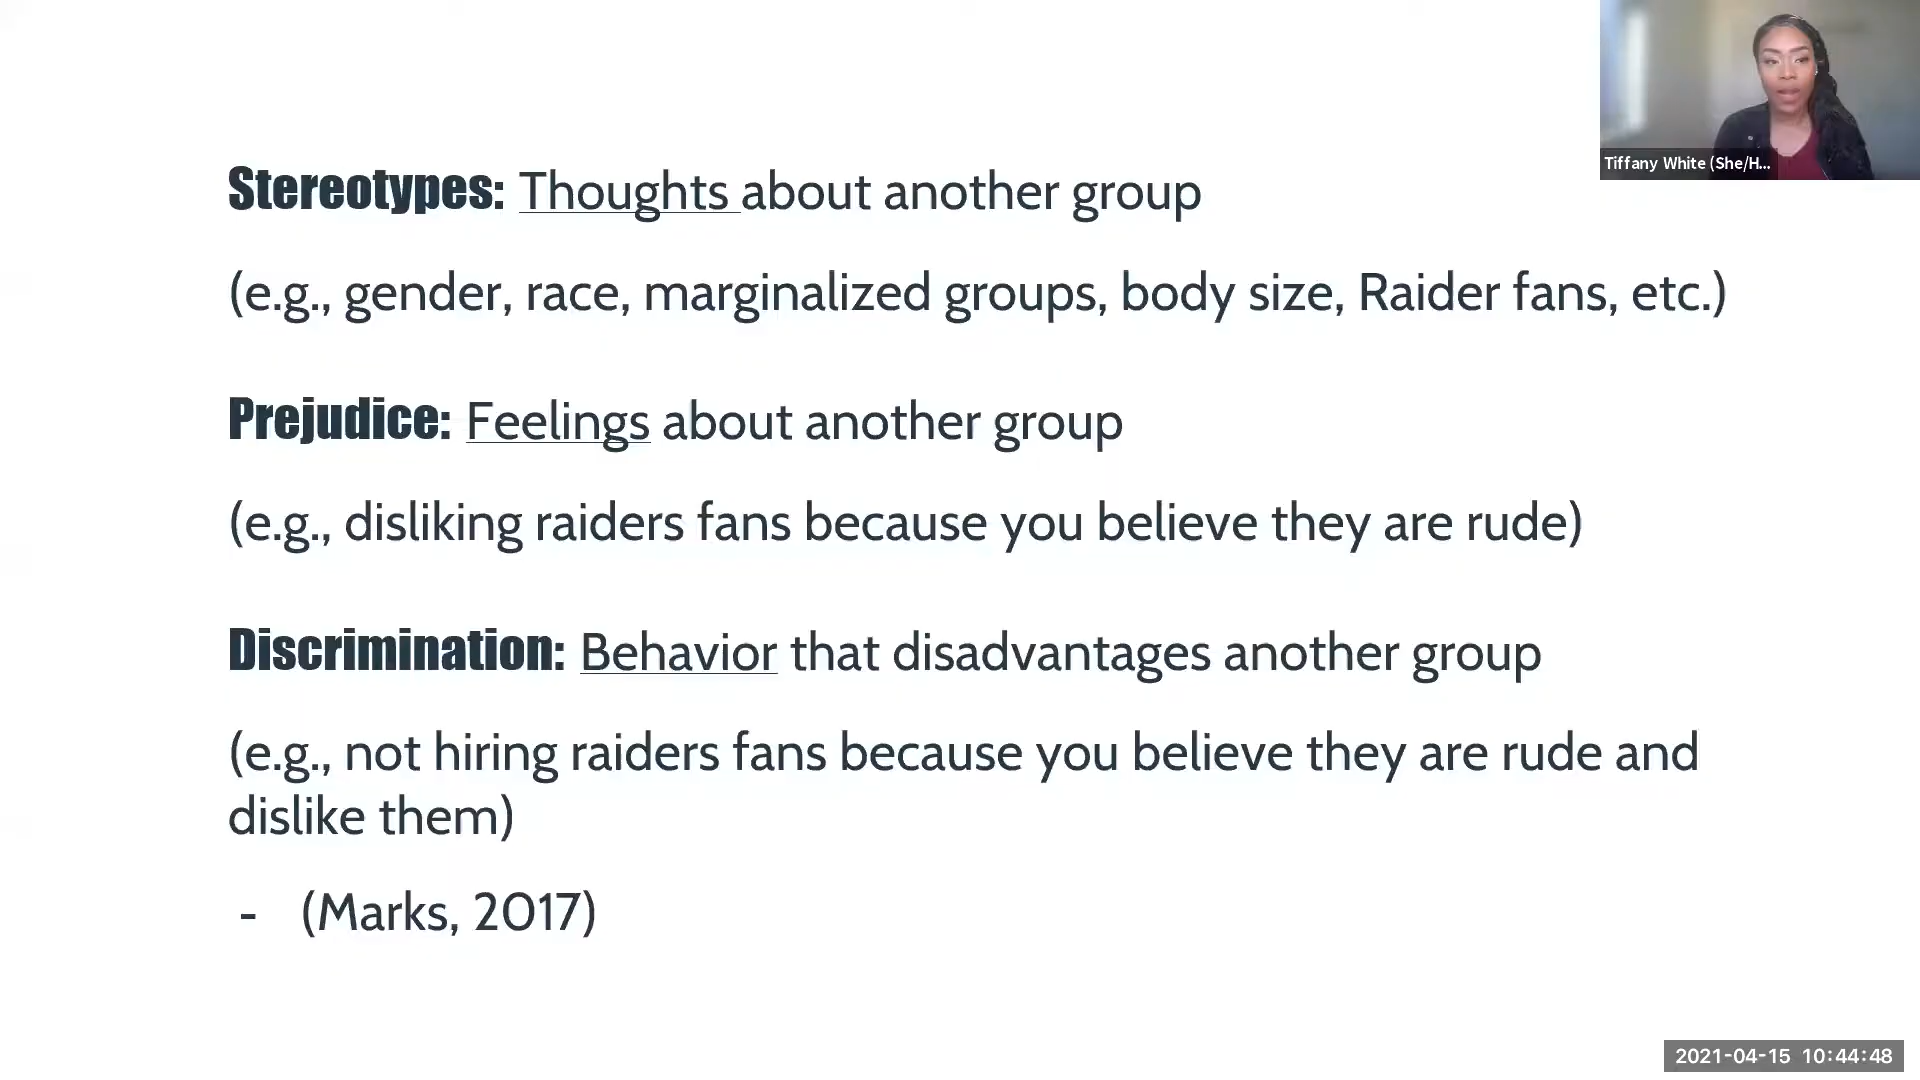 Tiffany White (She/H...
Stereotypes: Thoughts about another group
(e.g., gender, race, marginalized groups, body size, Raider fans, etc.)
Prejudice: Feelings about another group
(e.g., disliking raiders fans because you believe they are rude)
Discrimination: Behavior that disadvantages another group
(e.g., not hiring raiders fans because you believe they are rude and
dislike them)
- (Marks, 2017)
2021-04-15 10:44:48